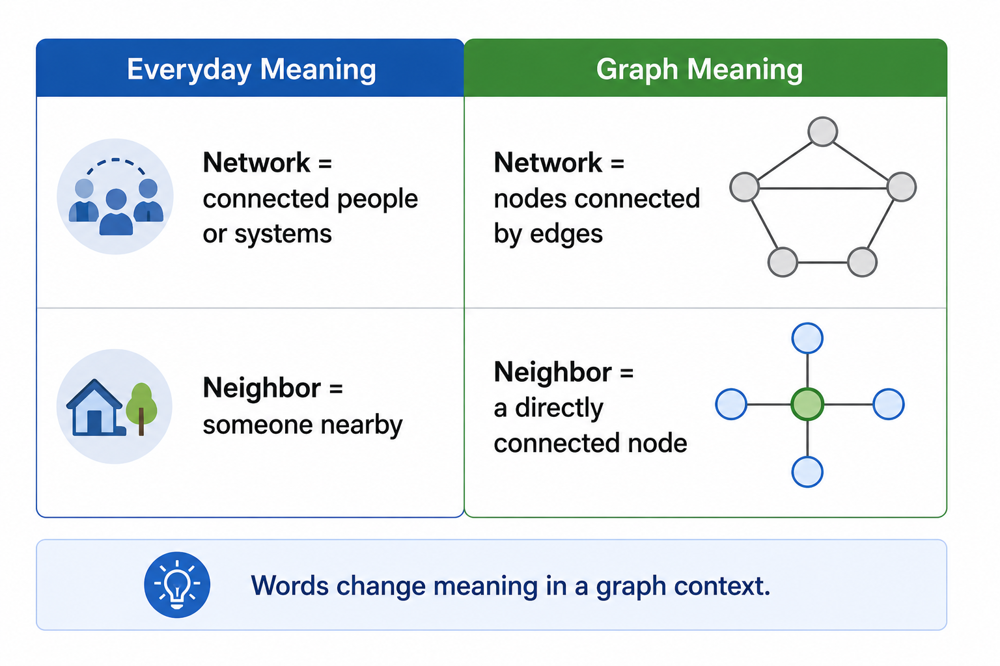 Everyday Meaning
Graph Meaning
Network =
connected people
or systems
Network =
nodes connected
by edges
Neighbor =
someone nearby
Neighbor =
a directly
connected node
Words change meaning in a graph context.